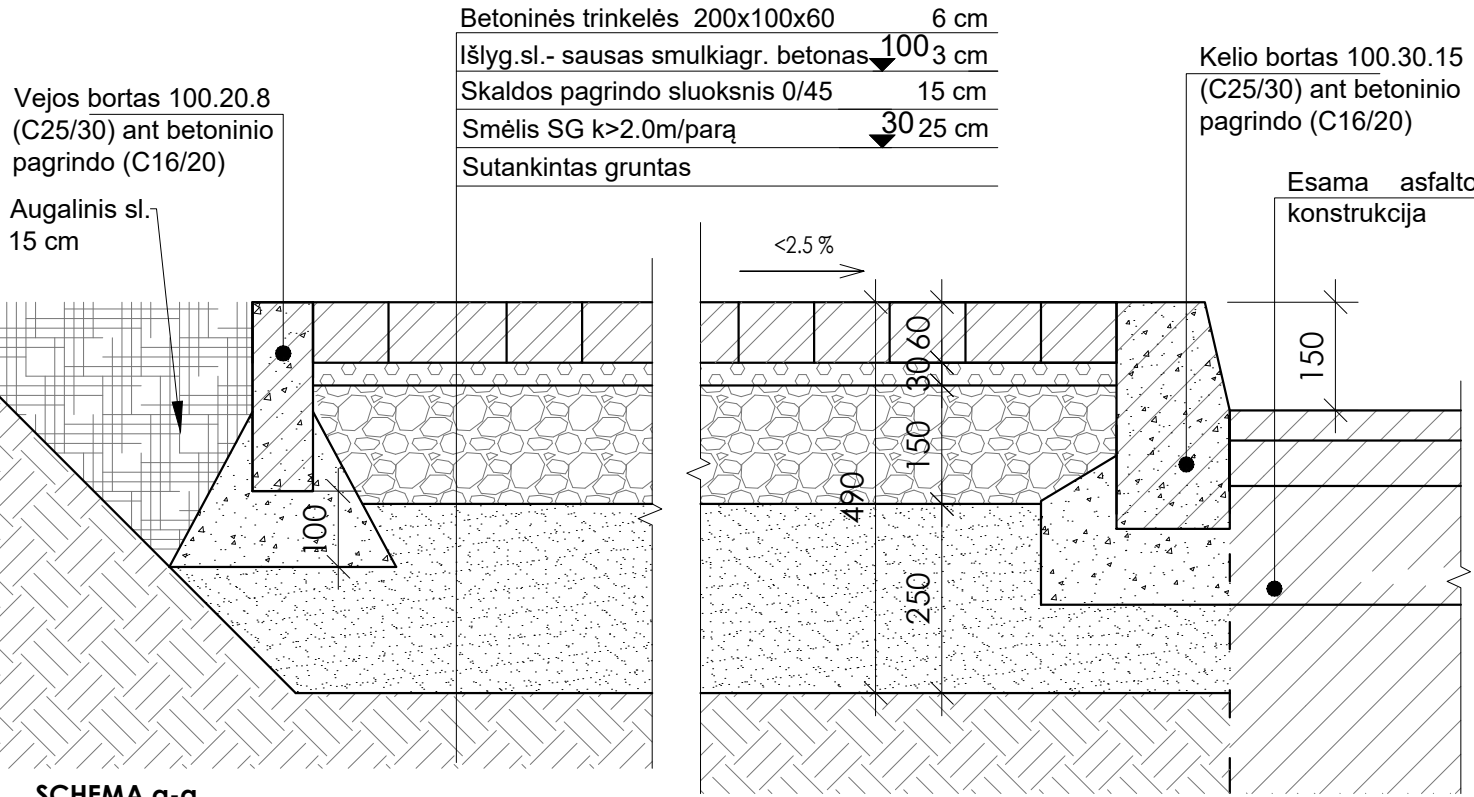 Betoninės trinkelės 200x100x60 6 cm
Išlyg.sl.- sausas smulkiagr. betonas 100 3 cm
Skaldos pagrindo sluoksnis 0/45 15 cm
Smėlis SG k>2.0m/parą 30 25 cm
Sutankintas gruntas
Vejos bortas 100.20.8
(C25/30) ant betoninio
pagrindo (C16/20)
Augalinis sl.
15 cm
Kelio bortas 100.30.15
(C25/30) ant betoninio
pagrindo (C16/20)
Esama asfalto
konstrukcija
<2.5 %
60
30
150
490
250
150
100
SCHEMA a-a